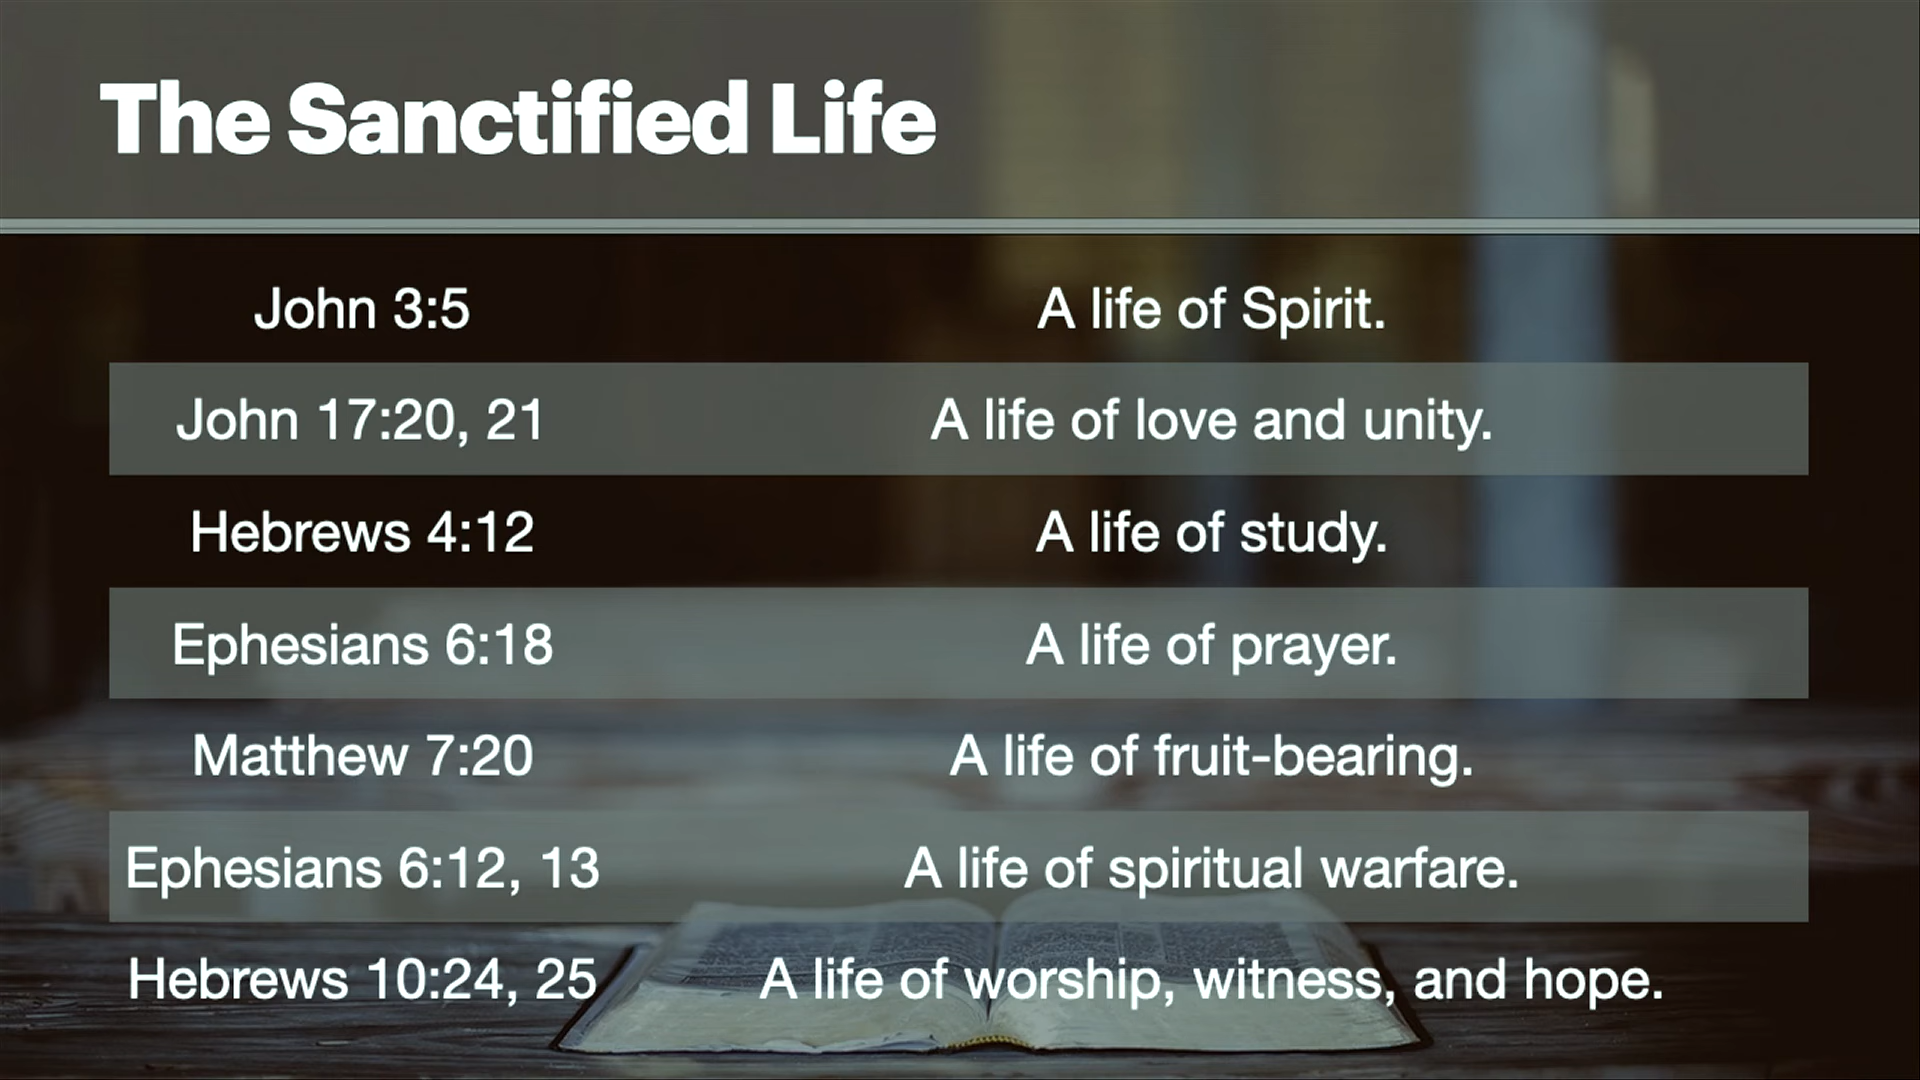 The Sanctified Life
John 3:5 A life of Spirit.
John 17:20, 21 A life of love and unity.
Hebrews 4:12 A life of study.
Ephesians 6:18 A life of prayer.
Matthew 7:20 A life of fruit-bearing.
Ephesians 6:12, 13 A life of spiritual warfare.
Hebrews 10:24, 25 A life of worship, witness, and hope.